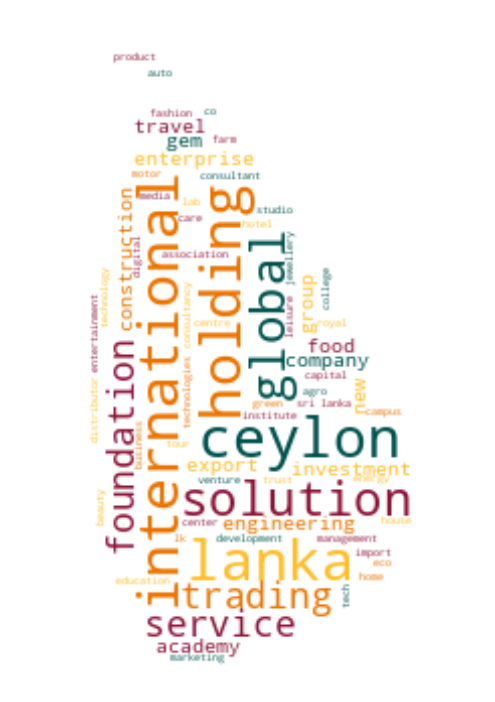 product
auto
fashion
co
travel
gem
farm
enterprise
motor
consultant
international
holding
construction
media
lab
care
studio
hotel
association
digital
global
jewellery
technology
consultancy
leisure
group
college
entertainment
centre
royal
foundation
food
company
technologies
capital
distributor
agro
new
green
sri lanka
campus
institute
business
ceylon
tour
export
investment
venture
trust
energy
solution
beauty
center
engineering
house
lk
development
management
lanka
import
eco
education
home
trading
tech
service
academy
marketing